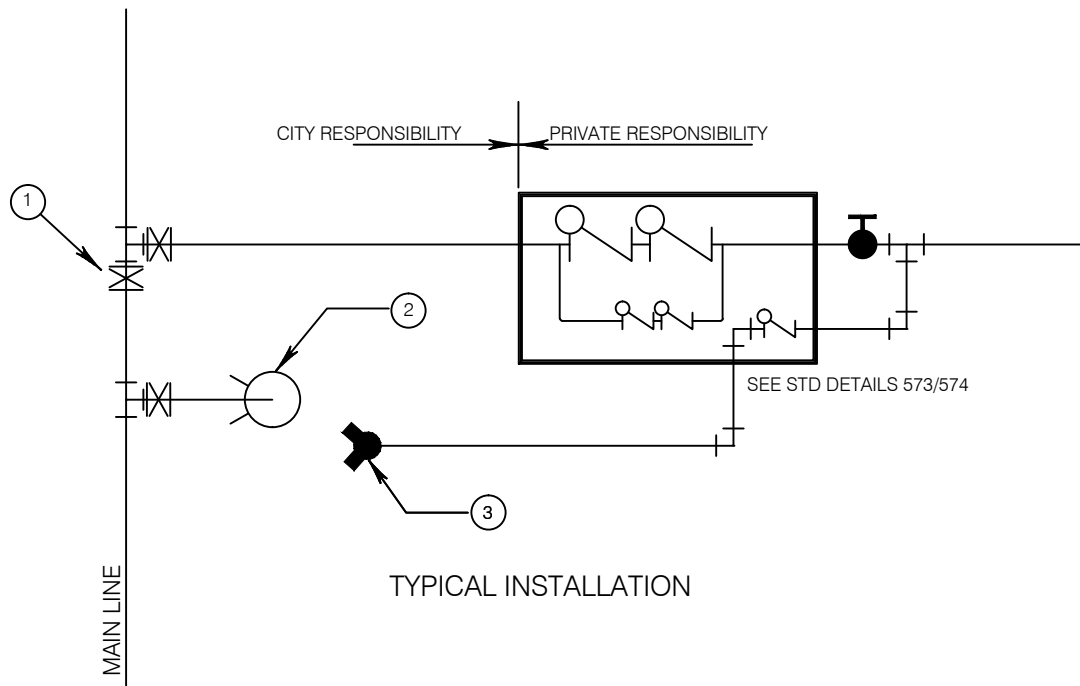 CITY RESPONSIBILITY
PRIVATE RESPONSIBILITY
1
2
SEE STD DETAILS 573/574
3
TYPICAL INSTALLATION
MAIN LINE